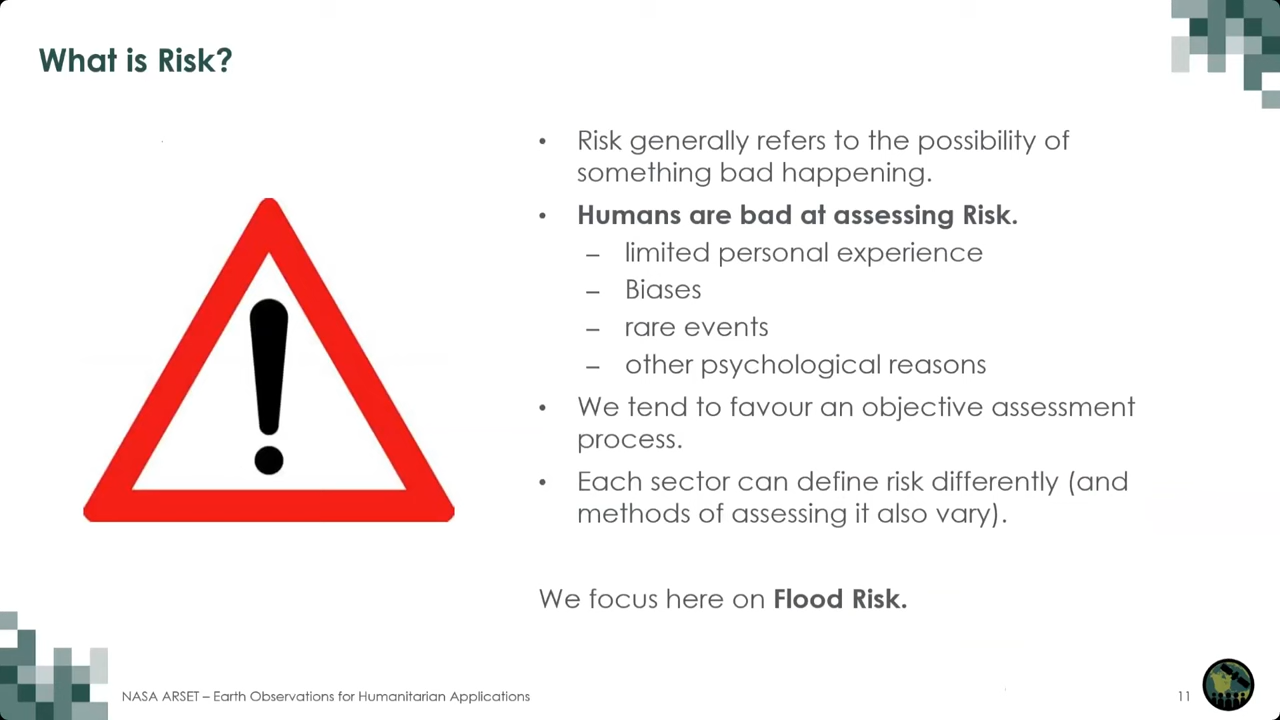 What is Risk?
• Risk generally refers to the possibility of
something bad happening.
• Humans are bad at assessing Risk.
– limited personal experience
– Biases
– rare events
– other psychological reasons
• We tend to favour an objective assessment
process.
• Each sector can define risk differently (and
methods of assessing it also vary).
We focus here on Flood Risk.
NASA ARSET – Earth Observations for Humanitarian Applications
11